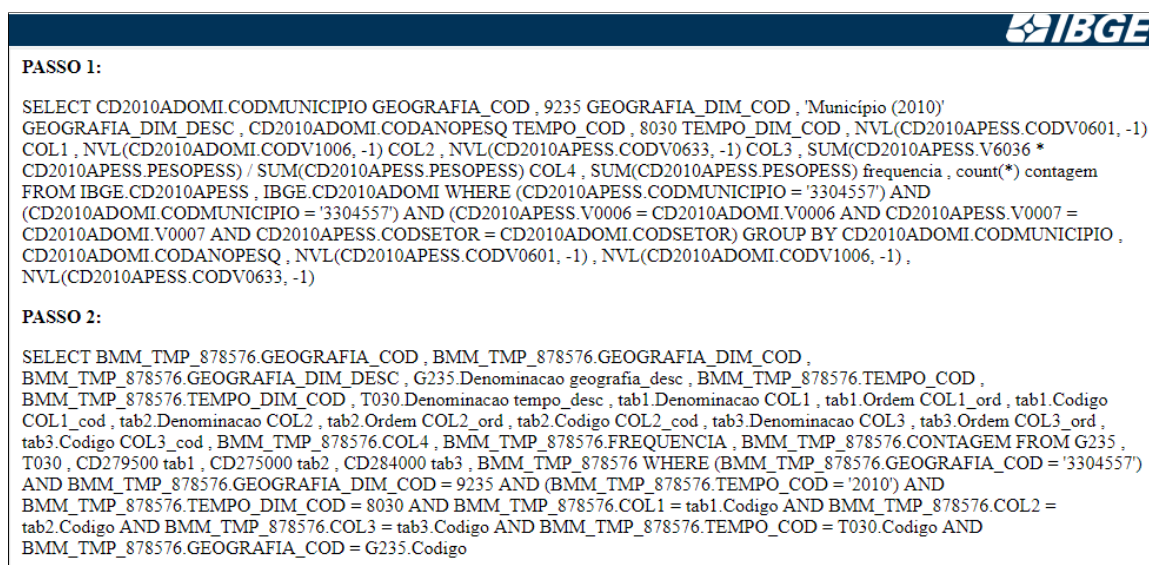 IBGE
PASSO 1:
SELECT CD2010ADOMI.CODMUNICIPIO GEOGRAFIA_COD , 9235 GEOGRAFIA_DIM_COD , 'Município (2010)'
GEOGRAFIA_DIM_DESC , CD2010ADOMI.CODANOPESQ TEMPO_COD , 8030 TEMPO_DIM_COD , NVL(CD2010APESS.CODV0601, -1)
COL1 , NVL(CD2010ADOMI.CODV1006, -1) COL2 , NVL(CD2010APESS.CODV0633, -1) COL3 , SUM(CD2010APESS.V6036 *
CD2010APESS.PESOPESS) / SUM(CD2010APESS.PESOPESS) COL4 , SUM(CD2010APESS.PESOPESS) frequencia , count(*) contagem
FROM IBGE.CD2010APESS , IBGE.CD2010ADOMI WHERE (CD2010APESS.CODMUNICIPIO = '3304557') AND
(CD2010ADOMI.CODMUNICIPIO = '3304557') AND (CD2010APESS.V0006 = CD2010ADOMI.V0006 AND CD2010APESS.V0007 =
CD2010ADOMI.V0007 AND CD2010APESS.CODSETOR = CD2010ADOMI.CODSETOR) GROUP BY CD2010ADOMI.CODMUNICIPIO ,
CD2010ADOMI.CODANOPESQ , NVL(CD2010APESS.CODV0601, -1) , NVL(CD2010ADOMI.CODV1006, -1) ,
NVL(CD2010APESS.CODV0633, -1)
PASSO 2:
SELECT BMM_TMP_878576.GEOGRAFIA_COD , BMM_TMP_878576.GEOGRAFIA_DIM_COD ,
BMM_TMP_878576.GEOGRAFIA_DIM_DESC , G235.Denominacao geografia_desc , BMM_TMP_878576.TEMPO_COD ,
BMM_TMP_878576.TEMPO_DIM_COD , T030.Denominacao tempo_desc , tab1.Denominacao COL1 , tab1.Ordem COL1_ord , tab1.Codigo
COL1_cod , tab2.Denominacao COL2 , tab2.Ordem COL2_ord , tab2.Codigo COL2_cod , tab3.Denominacao COL3 , tab3.Ordem COL3_ord ,
tab3.Codigo COL3_cod , BMM_TMP_878576.COL4 , BMM_TMP_878576.FREQUENCIA , BMM_TMP_878576.CONTAGEM FROM G235 ,
T030 , CD279500 tab1 , CD275000 tab2 , CD284000 tab3 , BMM_TMP_878576 WHERE (BMM_TMP_878576.GEOGRAFIA_COD = '3304557')
AND BMM_TMP_878576.GEOGRAFIA_DIM_COD = 9235 AND (BMM_TMP_878576.TEMPO_COD = '2010') AND
BMM_TMP_878576.TEMPO_DIM_COD = 8030 AND BMM_TMP_878576.COL1 = tab1.Codigo AND BMM_TMP_878576.COL2 =
tab2.Codigo AND BMM_TMP_878576.COL3 = tab3.Codigo AND BMM_TMP_878576.TEMPO_COD = T030.Codigo AND
BMM_TMP_878576.GEOGRAFIA_COD = G235.Codigo